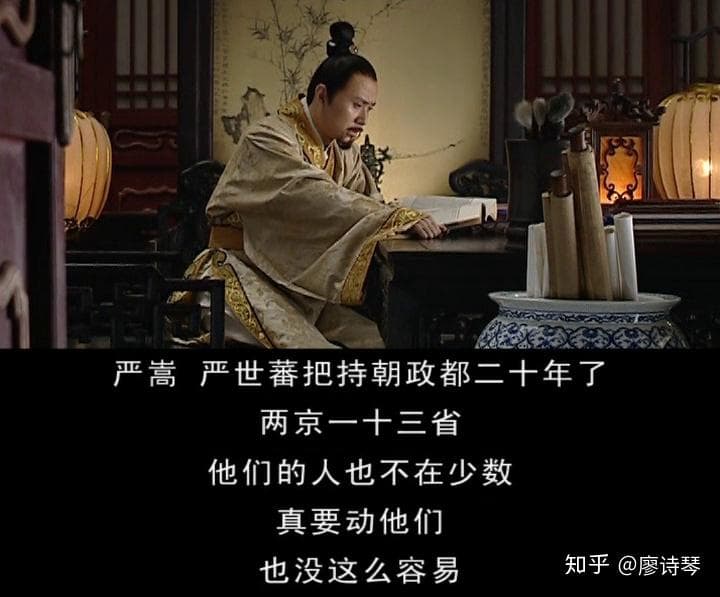 严嵩 严世蕃把持朝政都二十年了
两京一十三省
他们的人也不在少数
真要动他们
也没这么容易
知乎 @廖诗琴